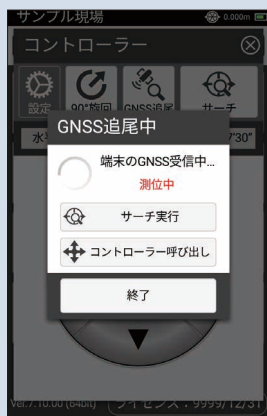 サンプル現場 0.000m
コントローラー
設定 90°旋回 GNSS追尾 サーチ
水平 7'30"
GNSS追尾中
端末のGNSS受信中...
測位中
サーチ実行
コントローラー呼び出し
終了
Ver.7.10.00 (64bit) ライセンス：9999/12/31